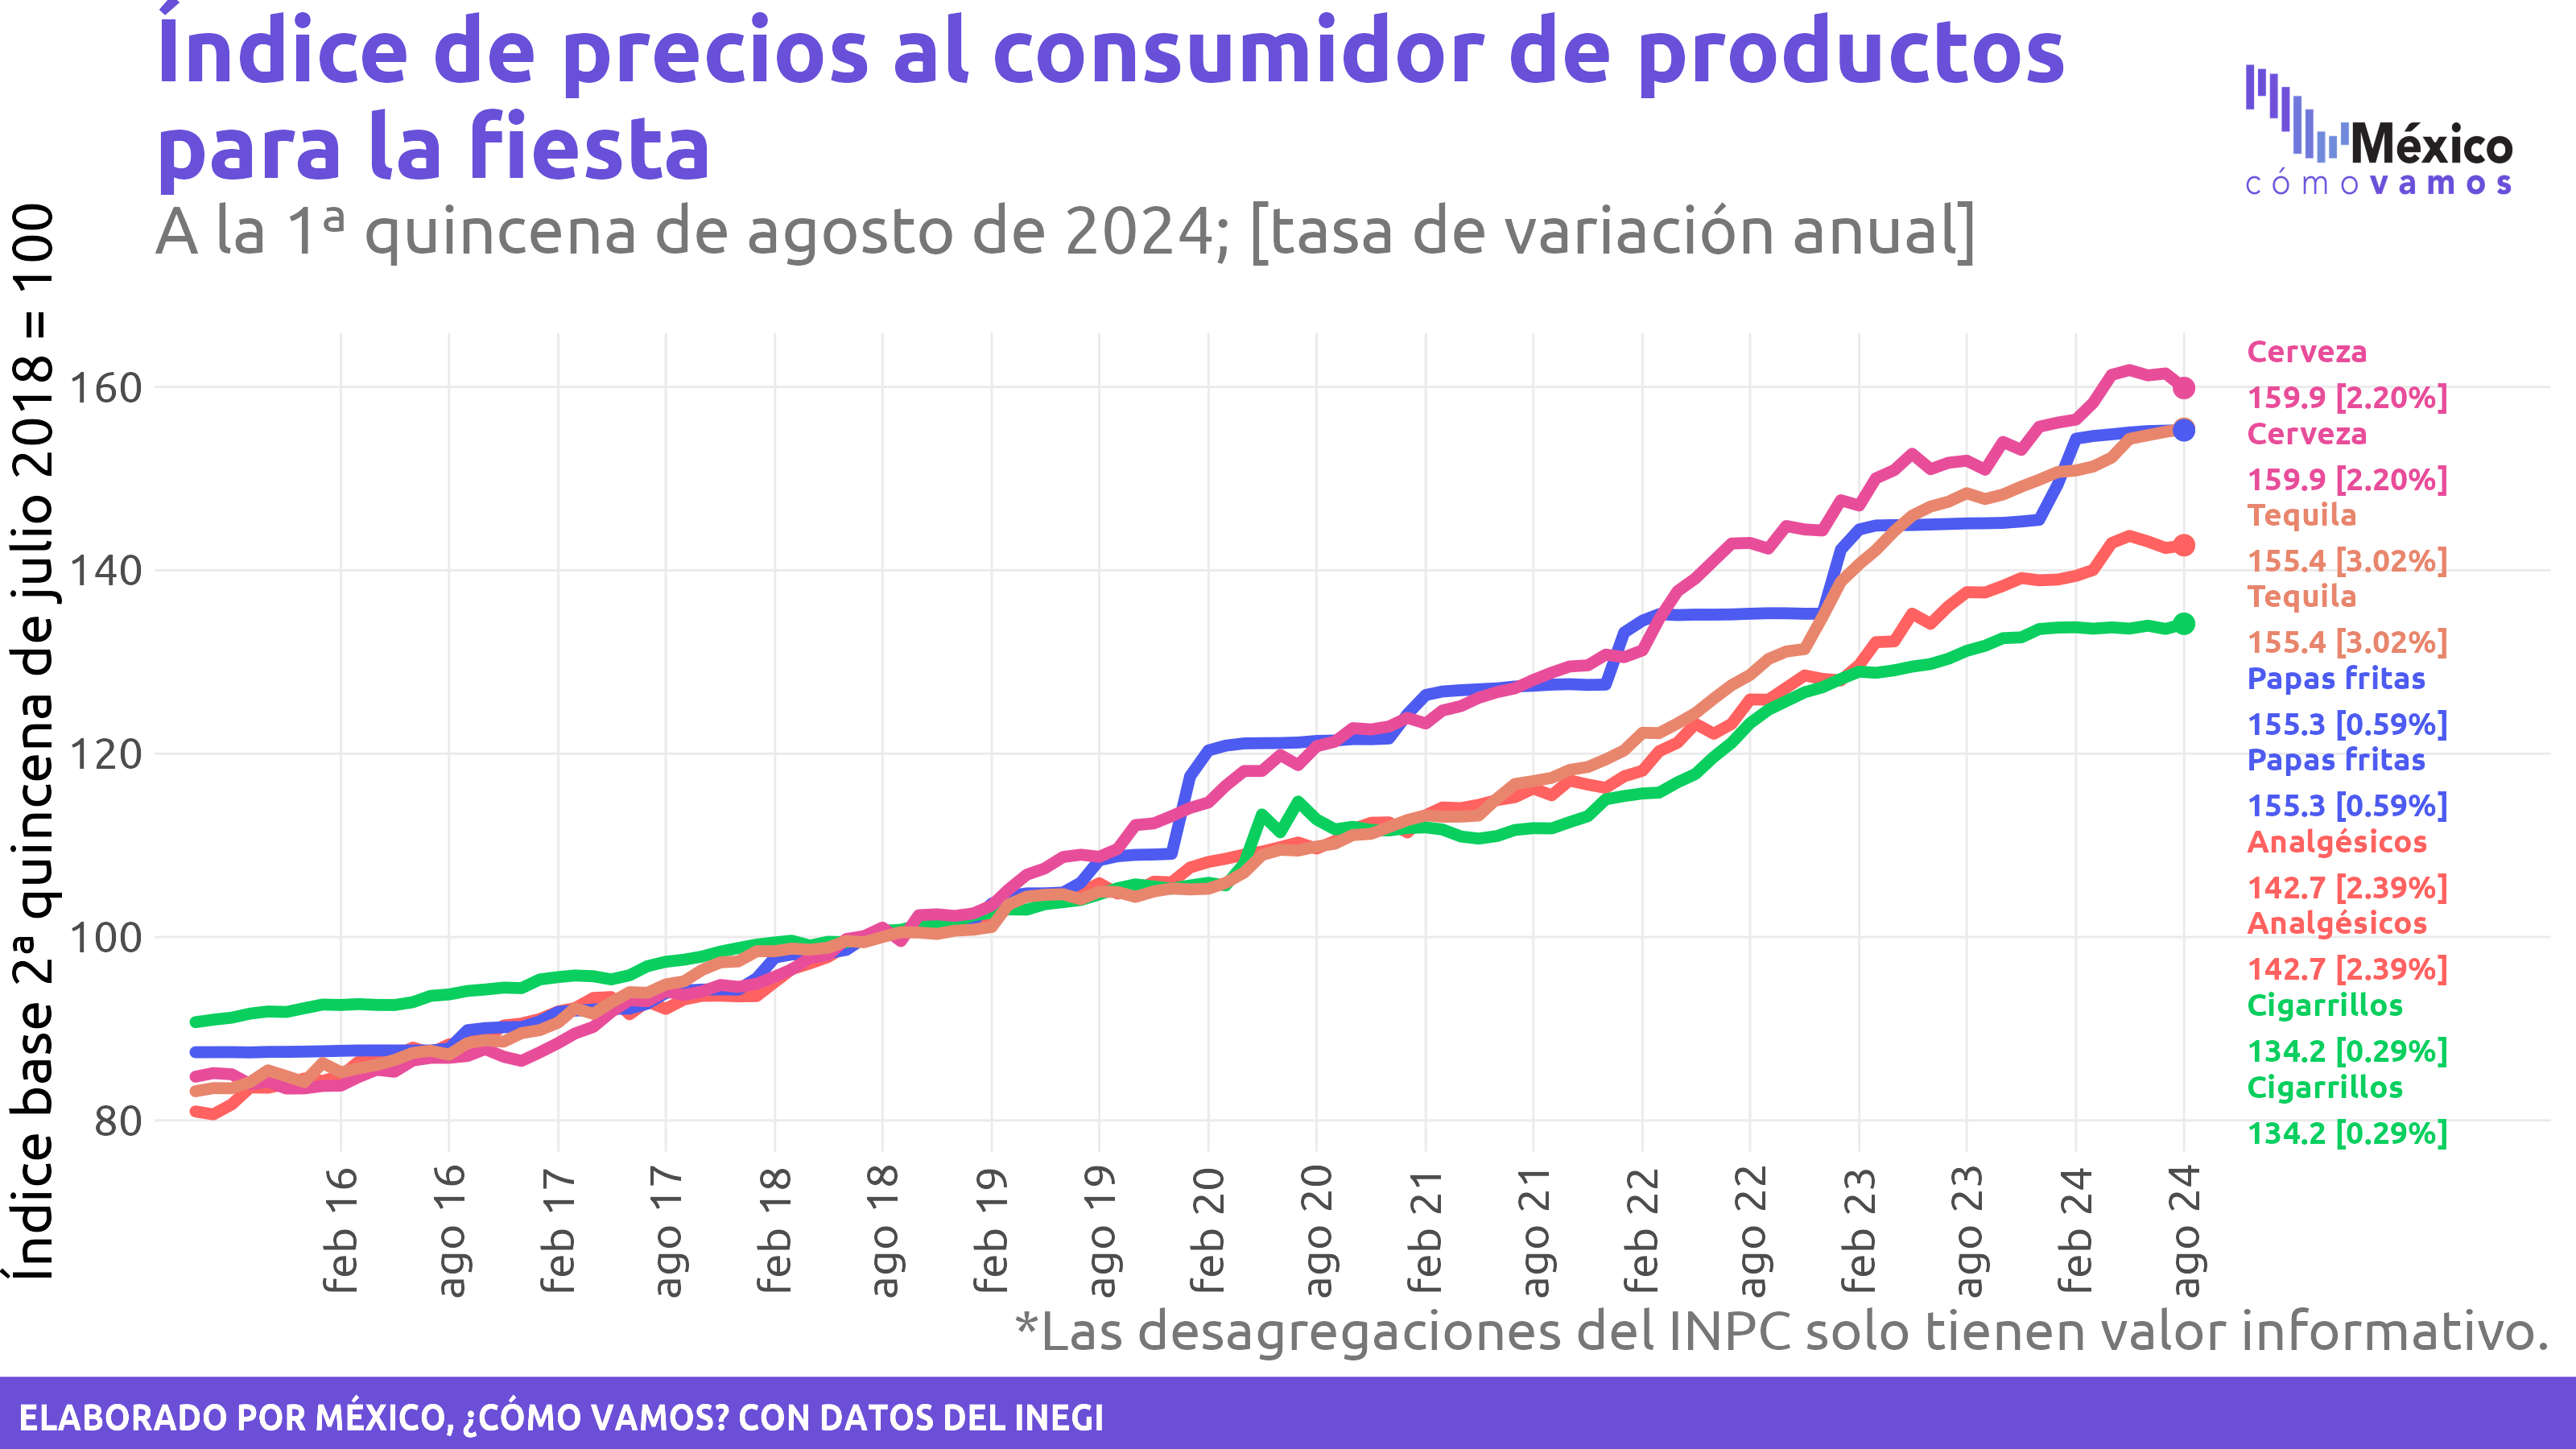 Índice de precios al consumidor de productos
para la fiesta
A la 1ª quincena de agosto de 2024; [tasa de variación anual]
México
cómovamos
Índice base 2ª quincena de julio 2018 = 100
160
140
120
100
80
Cerveza
159.9 [2.20%]
Cerveza
159.9 [2.20%]
Tequila
155.4 [3.02%]
Tequila
155.4 [3.02%]
Papas fritas
155.3 [0.59%]
Papas fritas
155.3 [0.59%]
Analgésicos
142.7 [2.39%]
Analgésicos
142.7 [2.39%]
Cigarrillos
134.2 [0.29%]
Cigarrillos
134.2 [0.29%]
feb 16
ago 16
feb 17
ago 17
feb 18
ago 18
feb 19
ago 19
feb 20
ago 20
feb 21
ago 21
feb 22
ago 22
feb 23
ago 23
feb 24
ago 24
*Las desagregaciones del INPC solo tienen valor informativo.
ELABORADO POR MÉXICO, ¿CÓMO VAMOS? CON DATOS DEL INEGI